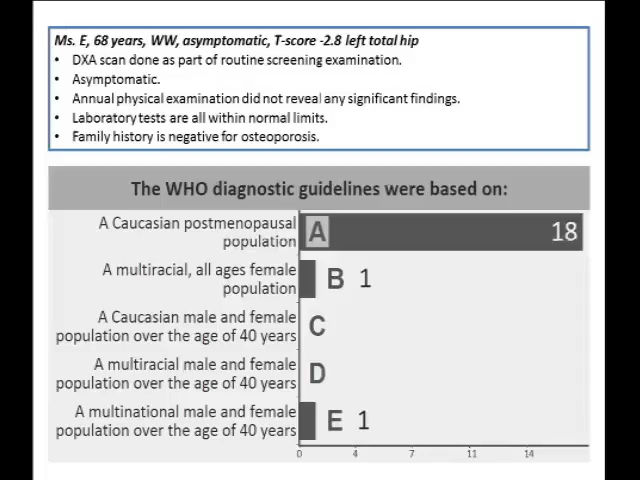 Ms. E, 68 years, WW, asymptomatic, T-score -2.8 left total hip
• DXA scan done as part of routine screening examination.
• Asymptomatic.
• Annual physical examination did not reveal any significant findings.
• Laboratory tests are all within normal limits.
• Family history is negative for osteoporosis.
The WHO diagnostic guidelines were based on:
A Caucasian postmenopausal
population
A 18
A multiracial, all ages female
population
B 1
A Caucasian male and female
population over the age of 40 years
C
A multiracial male and female
population over the age of 40 years
D
A multinational male and female
population over the age of 40 years
E 1
0 4 7 11 14